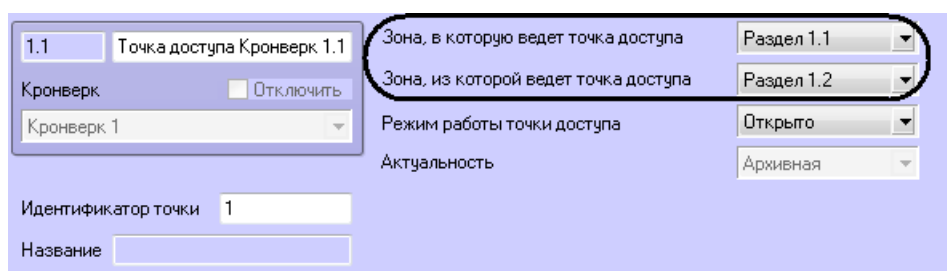 1.1 Точка доступа Кронверк 1.1
Кронверк Отключить
Кронверк 1
Идентификатор точки 1
Название
Зона, в которую ведет точка доступа Раздел 1.1
Зона, из которой ведет точка доступа Раздел 1.2
Режим работы точки доступа Открыто
Актуальность Архивная